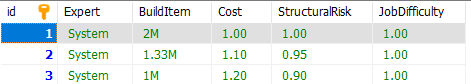 id Expert BuildItem Cost StructuralRisk JobDifficulty
1 System 2M 1.00 1.00 1.00
2 System 1.33M 1.10 0.95 1.00
3 System 1M 1.20 0.90 1.00